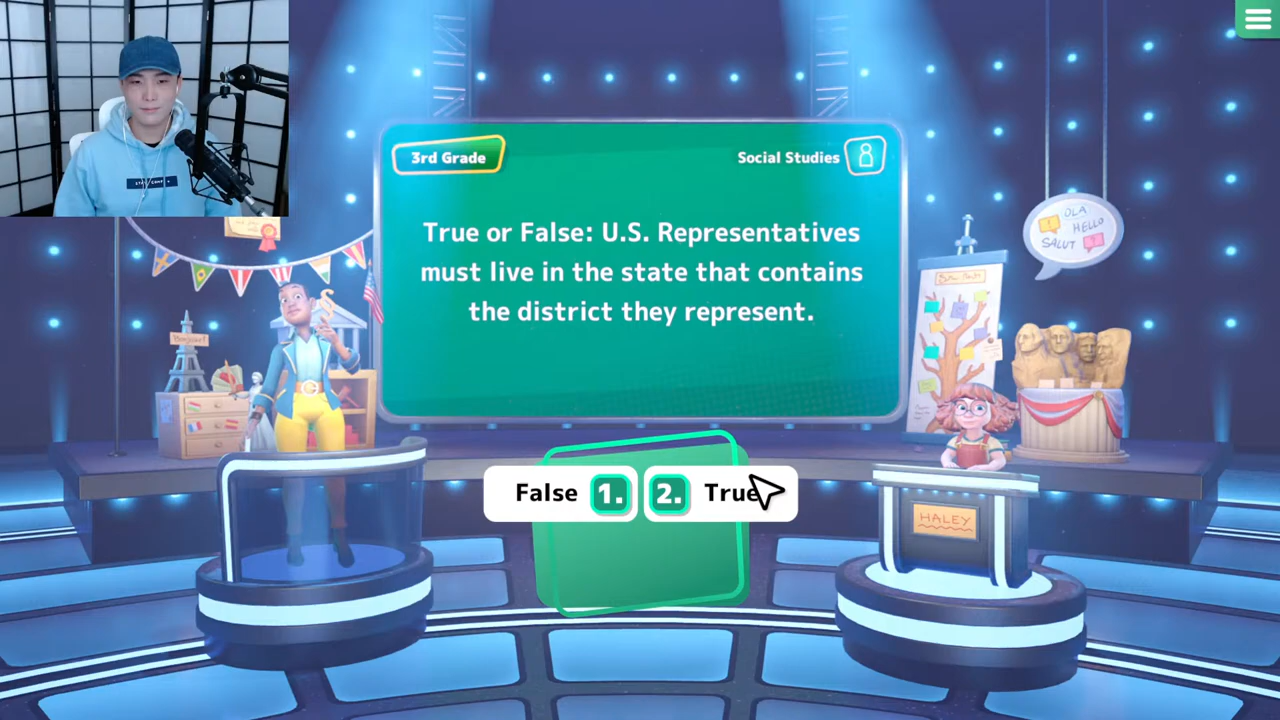 3rd Grade
Social Studies
True or False: U.S. Representatives
must live in the state that contains
the district they represent.
False 1.
2. True
OLA
HELLO
SALUT
Bonjour!
HALEY